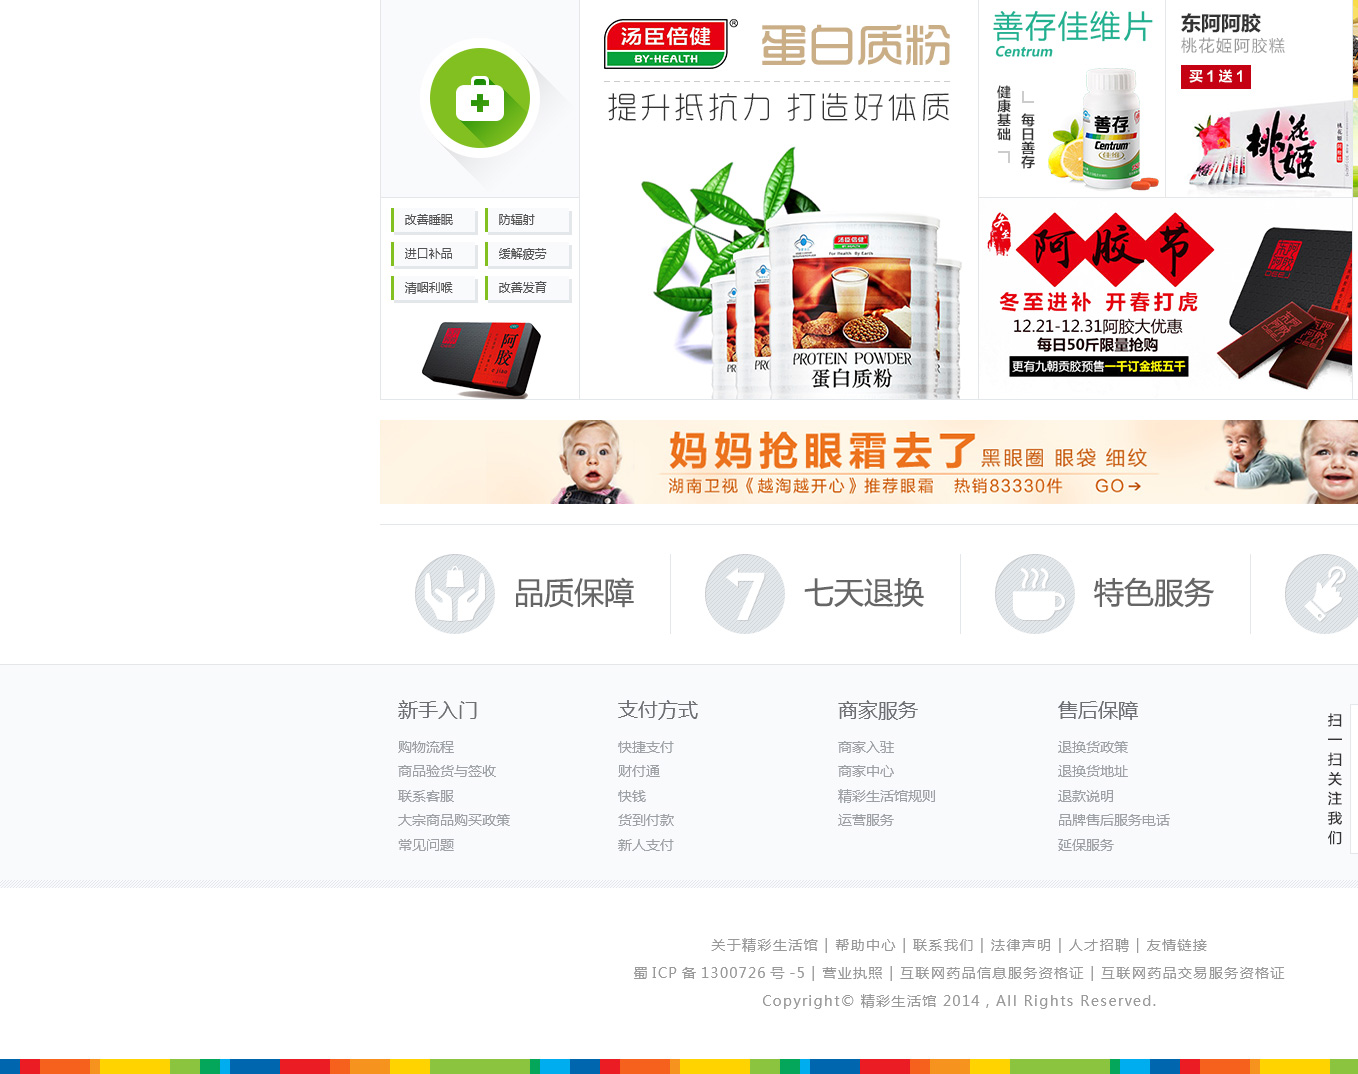 改善睡眠
防辐射
进口补品
缓解疲劳
清咽利喉
改善发育
阿胶
汤臣倍健®
BY-HEALTH
蛋白质粉
提升抵抗力 打造好体质
汤臣倍健
For Health By Earth
PROTEIN POWDER
蛋白质粉
善存佳维片
Centrum
健康基础
每日善存
善存
Centrum
东阿阿胶
桃花姬阿胶糕
买1送1
桃花姬
阿胶节
冬至进补 开春打虎
12.21-12.31阿胶大优惠
每日50斤限量抢购
更有九朝贡胶预售一千订金抵五千
妈妈抢眼霜去了 黑眼圈 眼袋 细纹
湖南卫视《越淘越开心》推荐眼霜 热销83330件 GO→
品质保障
7
七天退换
特色服务
新手入门
购物流程
商品验货与签收
联系客服
大宗商品购买政策
常见问题
支付方式
快捷支付
财付通
快钱
货到付款
新人支付
商家服务
商家入驻
商家中心
精彩生活馆规则
运营服务
售后保障
退换货政策
退换货地址
退款说明
品牌售后服务电话
延保服务
扫一扫关注我们
关于精彩生活馆 | 帮助中心 | 联系我们 | 法律声明 | 人才招聘 | 友情链接
蜀 ICP 备 1300726 号 -5 | 营业执照 | 互联网药品信息服务资格证 | 互联网药品交易服务资格证
Copyright© 精彩生活馆 2014 , All Rights Reserved.